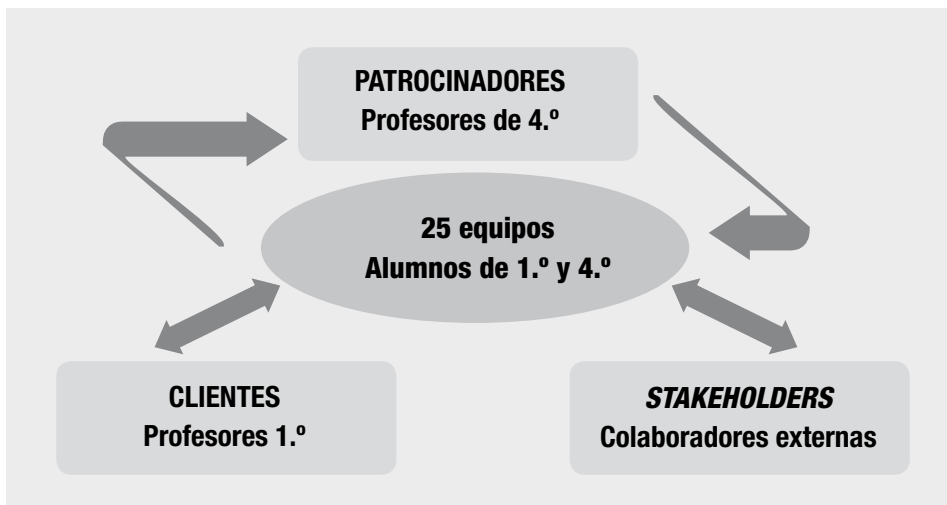 PATROCINADORES
Profesores de 4.º
25 equipos
Alumnos de 1.º y 4.º
CLIENTES
Profesores 1.º
STAKEHOLDERS
Colaboradores externas